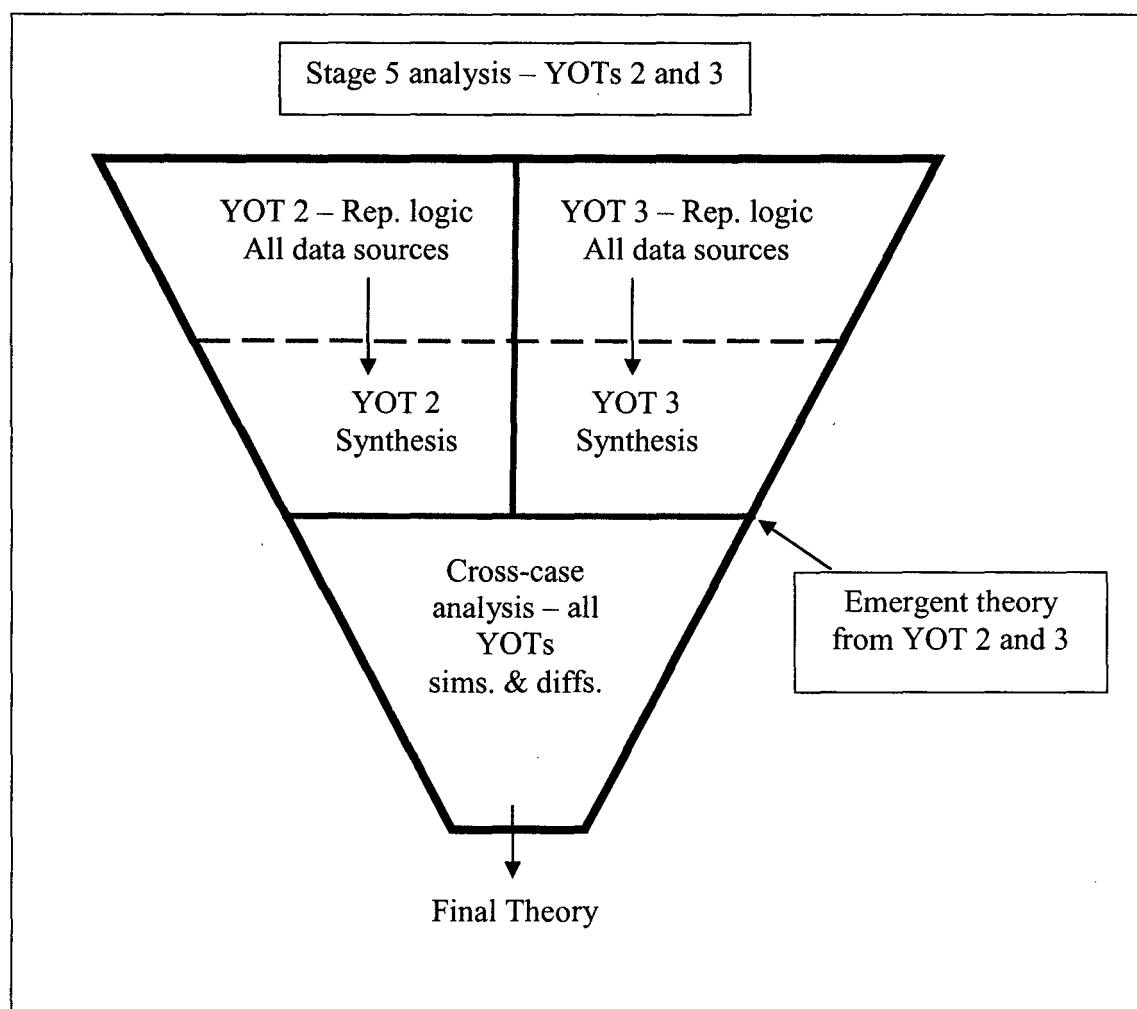 Stage 5 analysis – YOTs 2 and 3
YOT 2 – Rep. logic
All data sources
YOT 3 – Rep. logic
All data sources
YOT 2
Synthesis
YOT 3
Synthesis
Cross-case
analysis – all
YOTs
sims. & diffs.
Emergent theory
from YOT 2 and 3
Final Theory